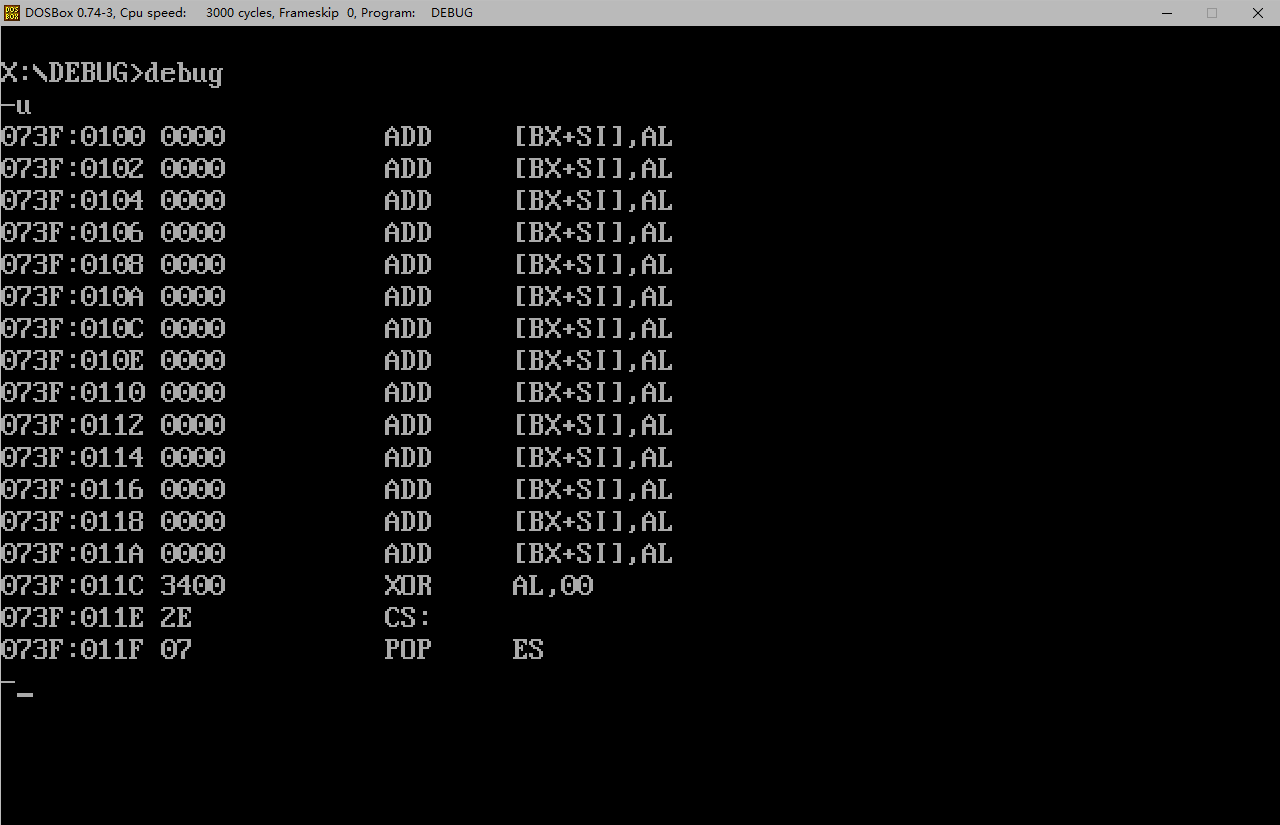 DOS BOX DOSBox 0.74-3, Cpu speed: 3000 cycles, Frameskip 0, Program: DEBUG
X:\DEBUG>debug
-u
073F:0100 0000 ADD [BX+SI],AL
073F:0102 0000 ADD [BX+SI],AL
073F:0104 0000 ADD [BX+SI],AL
073F:0106 0000 ADD [BX+SI],AL
073F:0108 0000 ADD [BX+SI],AL
073F:010A 0000 ADD [BX+SI],AL
073F:010C 0000 ADD [BX+SI],AL
073F:010E 0000 ADD [BX+SI],AL
073F:0110 0000 ADD [BX+SI],AL
073F:0112 0000 ADD [BX+SI],AL
073F:0114 0000 ADD [BX+SI],AL
073F:0116 0000 ADD [BX+SI],AL
073F:0118 0000 ADD [BX+SI],AL
073F:011A 0000 ADD [BX+SI],AL
073F:011C 3400 XOR AL,00
073F:011E 2E CS:
073F:011F 07 POP ES
-_